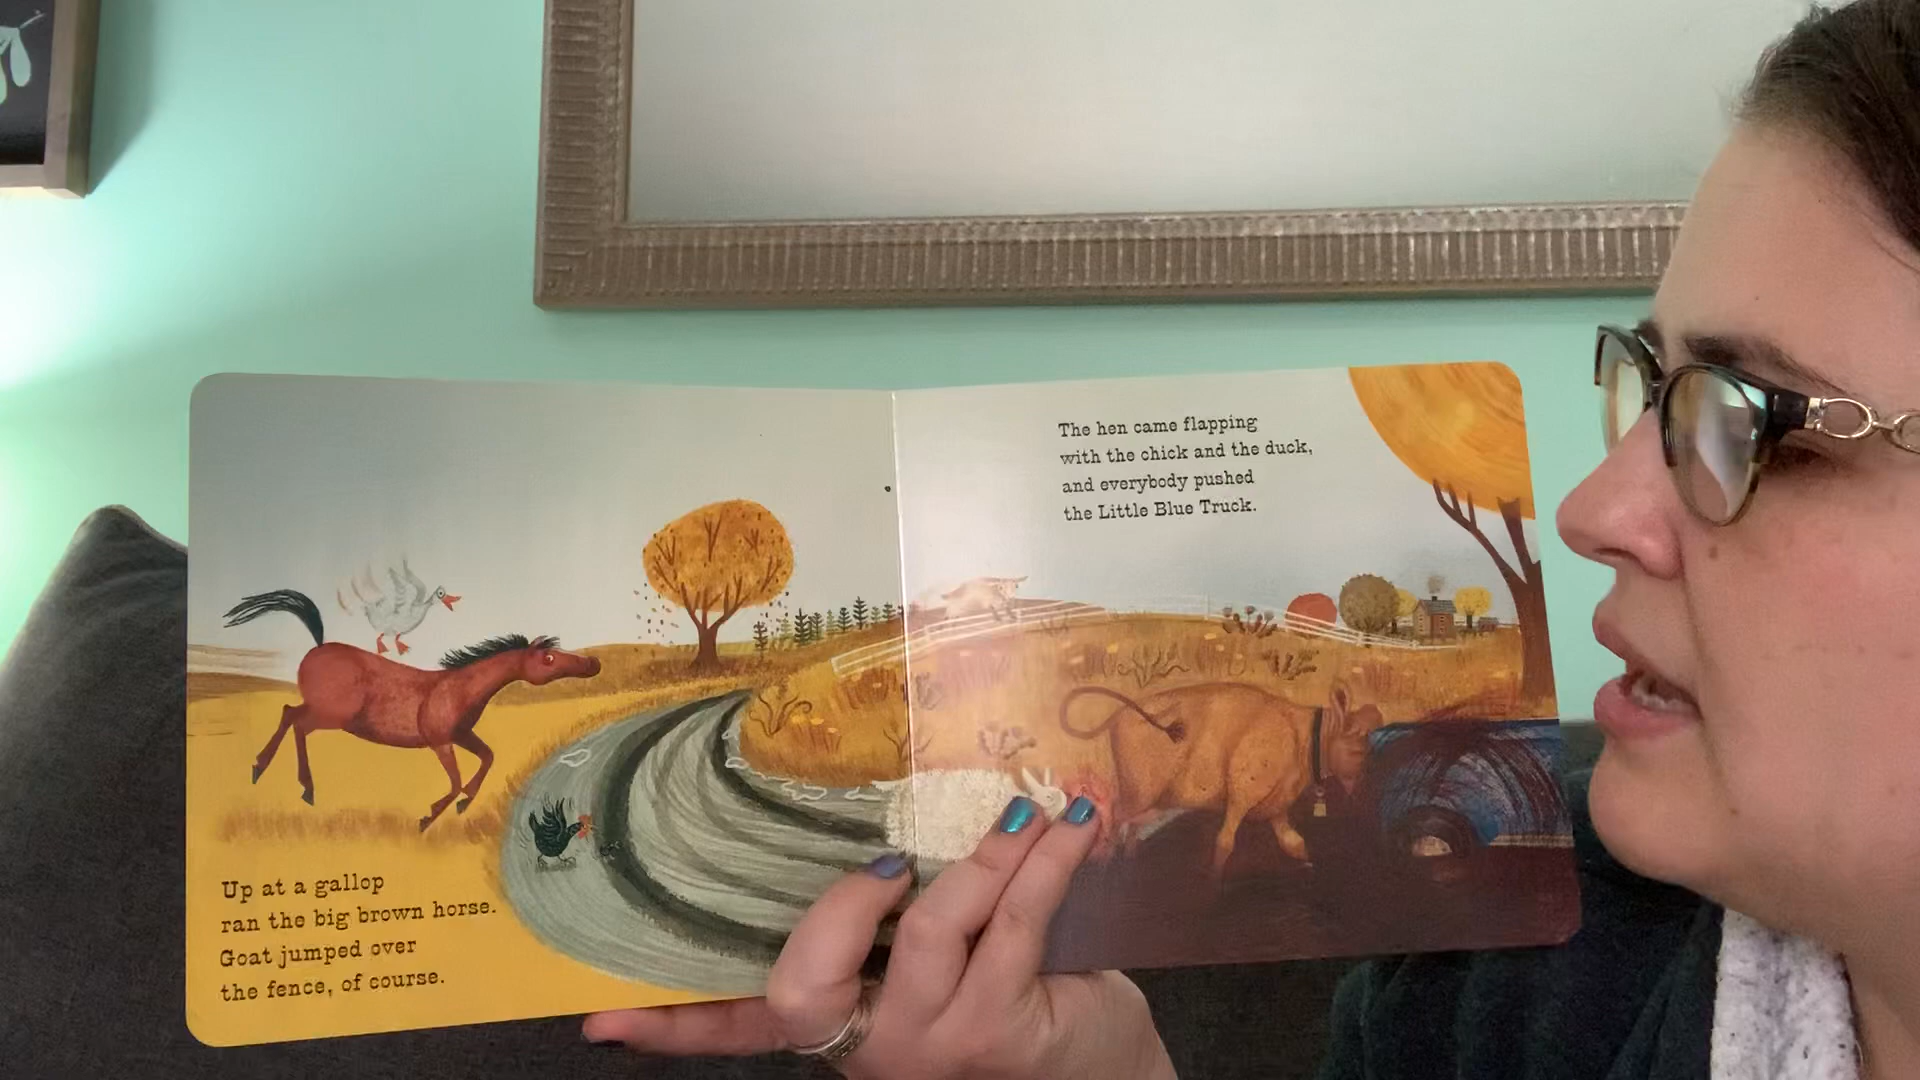 Up at a gallop
ran the big brown horse.
Goat jumped over
the fence, of course.
The hen came flapping
with the chick and the duck,
and everybody pushed
the Little Blue Truck.